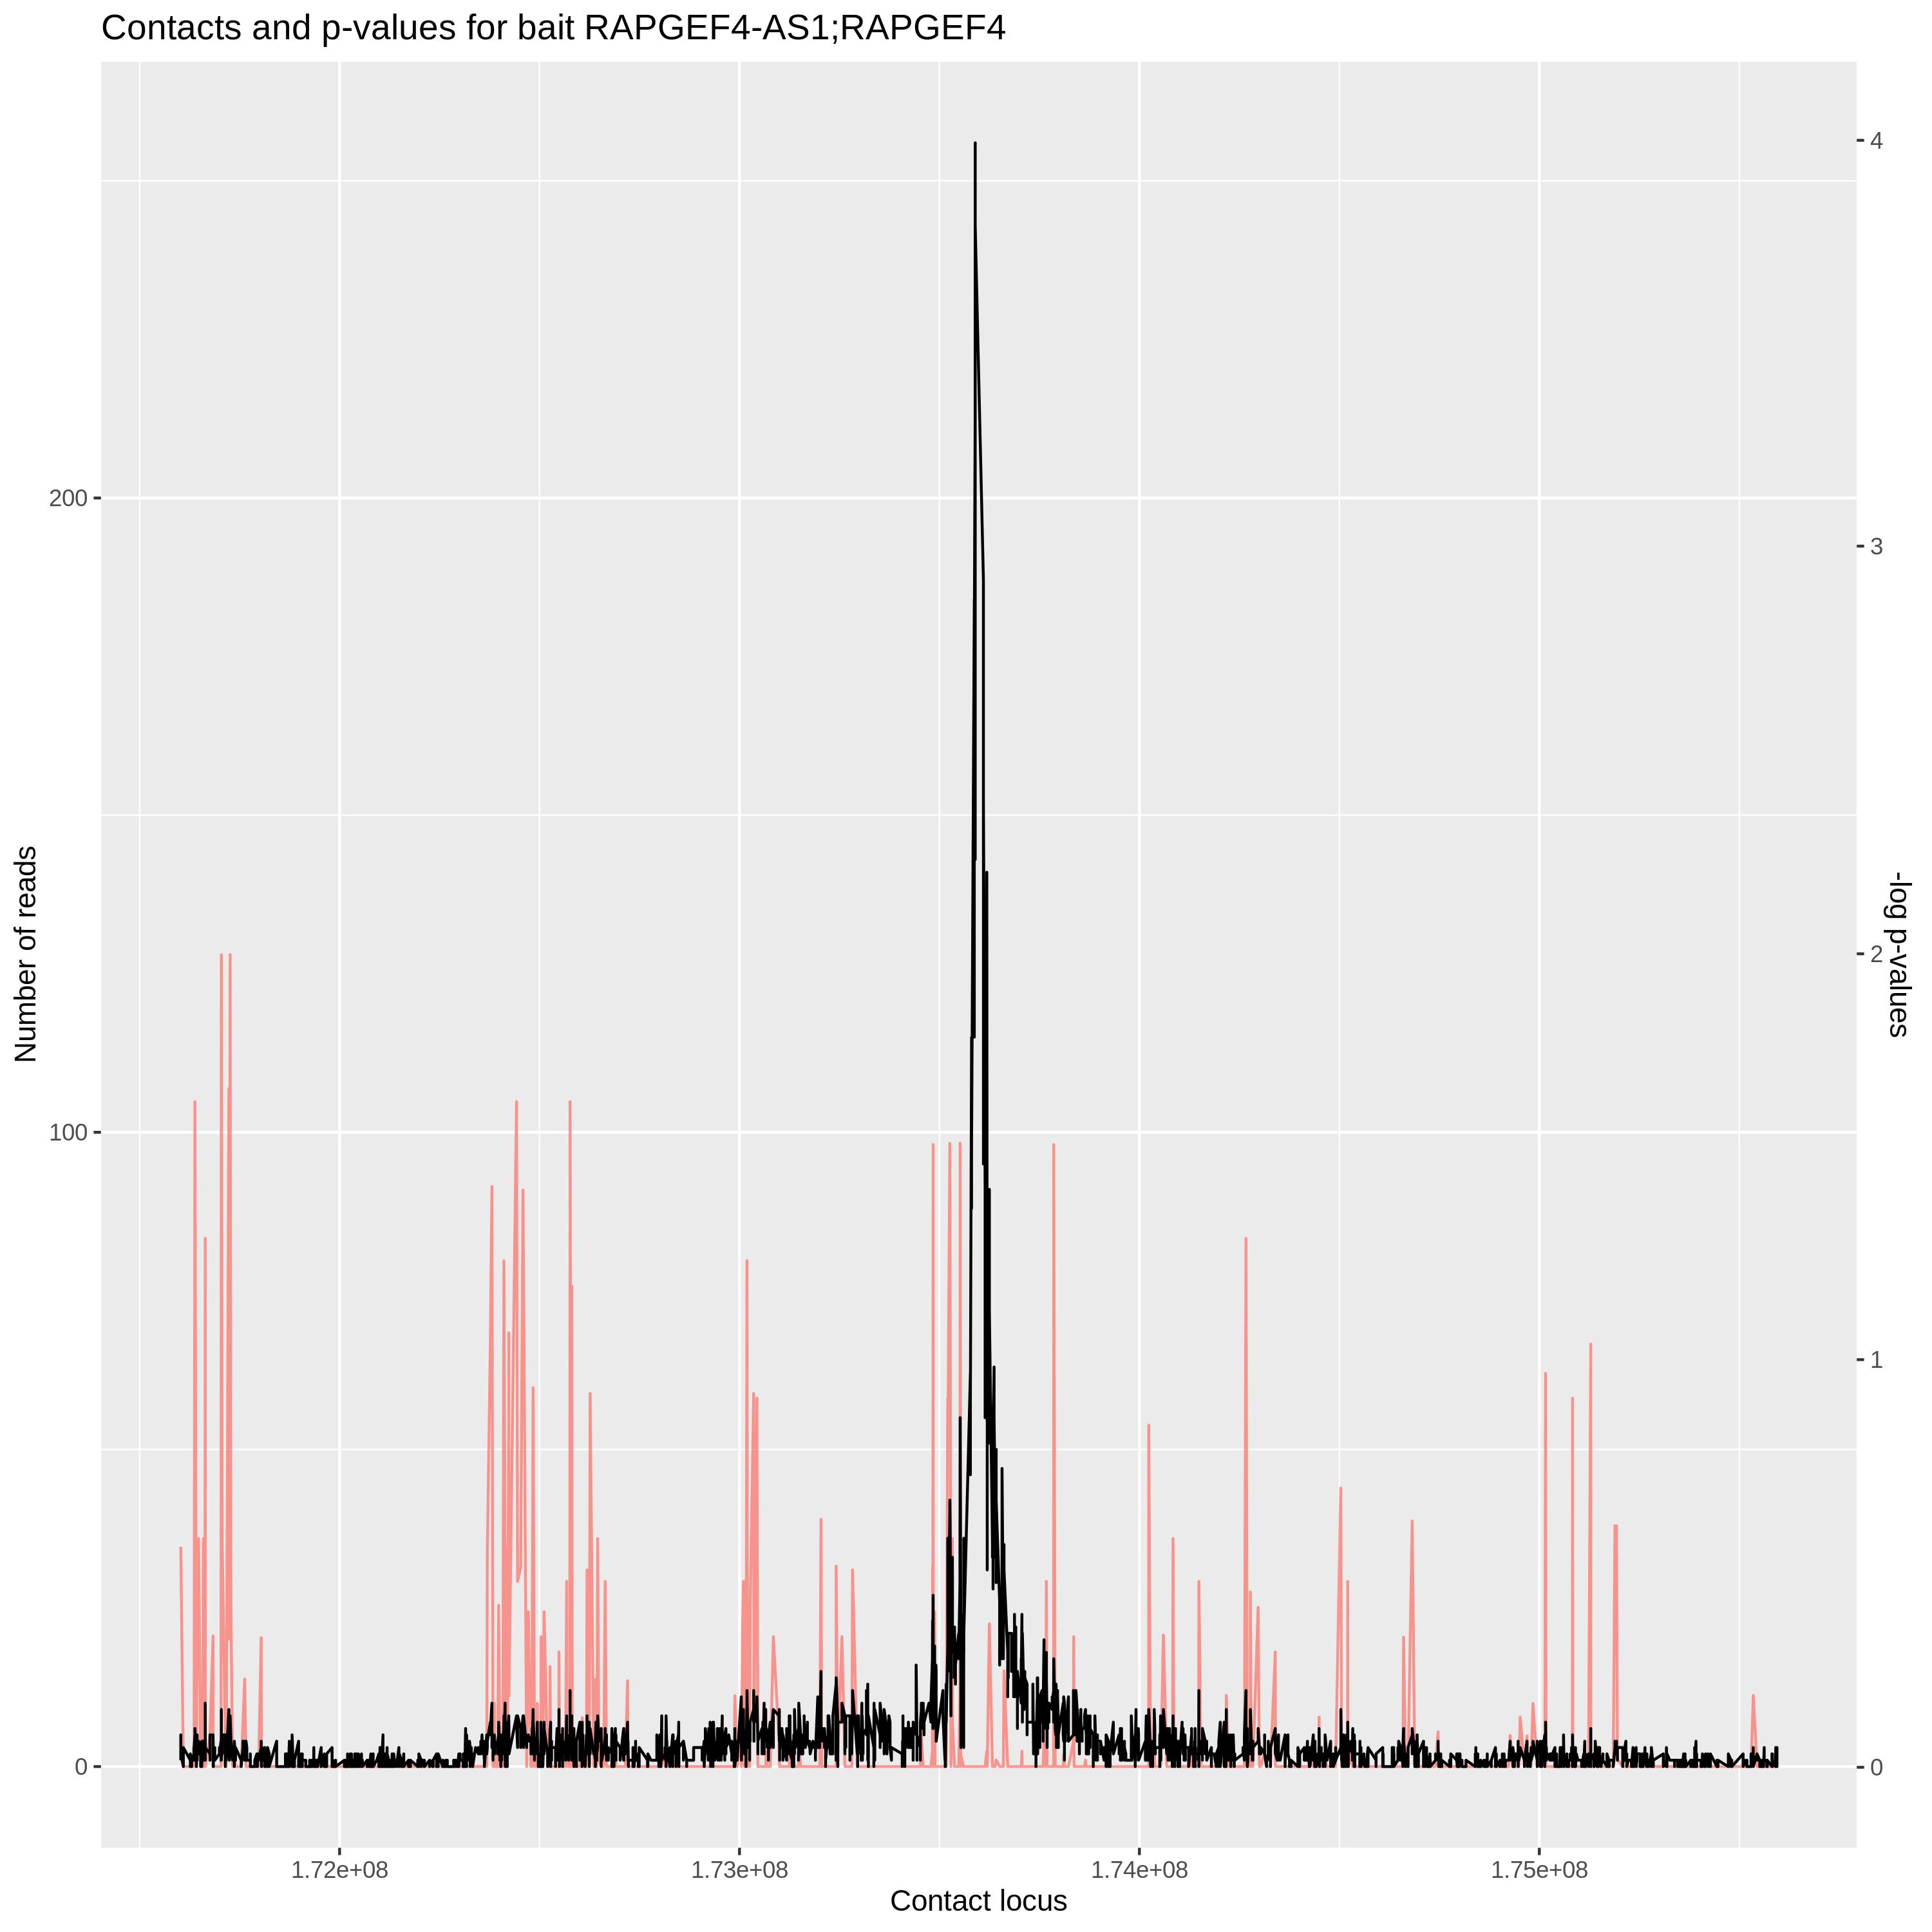 Contacts and p-values for bait RAPGEF4-AS1;RAPGEF4
4
200
3
Number of reads
-log p-values
2
100
1
0
0
1.72e+08
1.73e+08
1.74e+08
1.75e+08
Contact locus